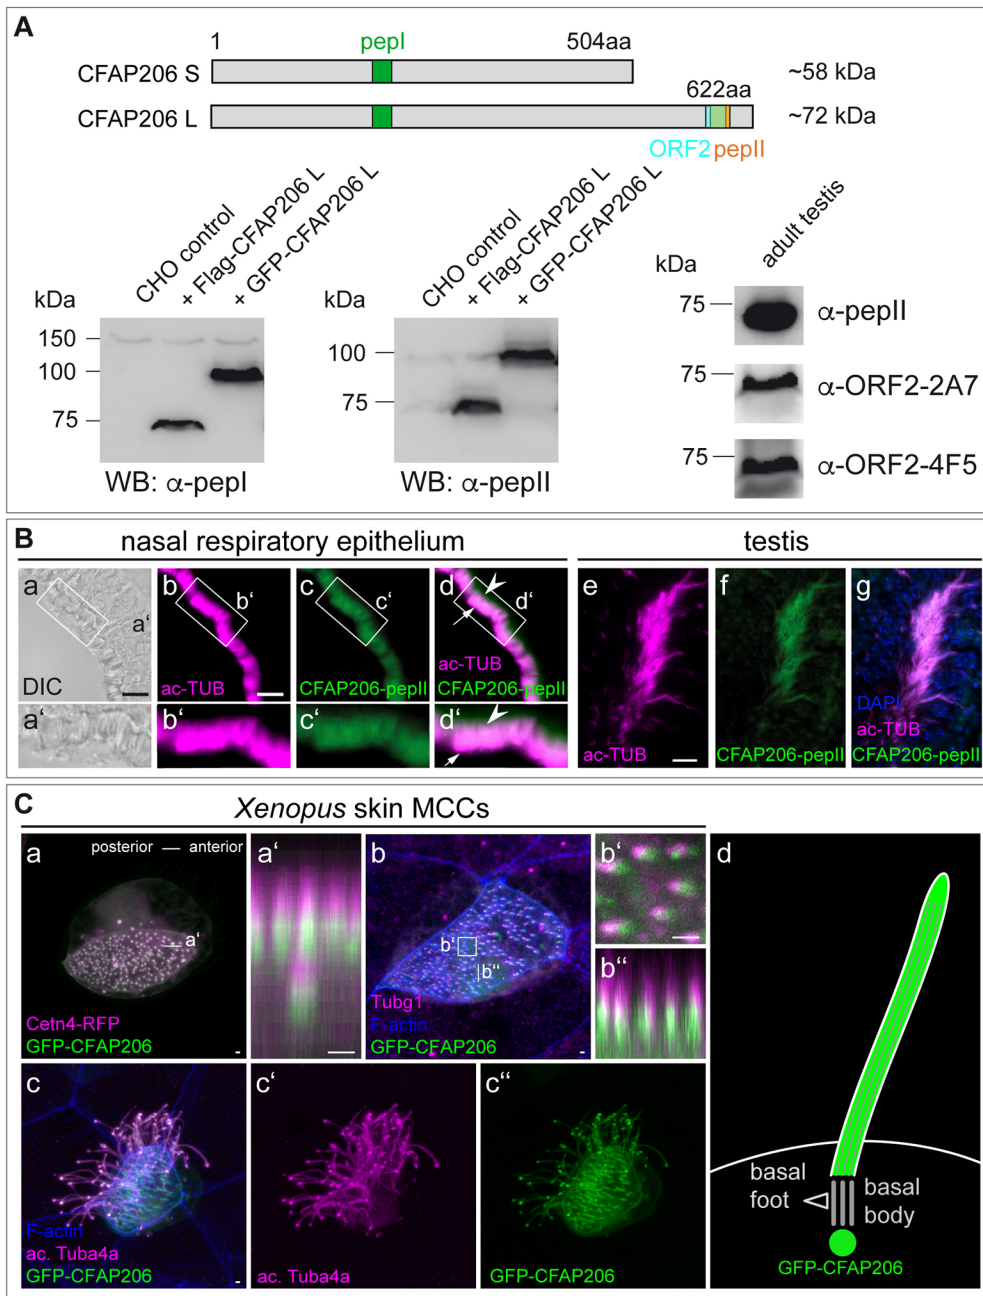 A
1 pepI 504aa
CFAP206 S ~58 kDa
622aa
CFAP206 L ~72 kDa
ORF2 pepII
CHO control
+ Flag-CFAP206 L
+ GFP-CFAP206 L
kDa
150
100
75
WB: α-pepI
CHO control
+ Flag-CFAP206 L
+ GFP-CFAP206 L
kDa
100
75
WB: α-pepII
adult testis
kDa
75 α-pepII
75 α-ORF2-2A7
75 α-ORF2-4F5
B
nasal respiratory epithelium
testis
a
a'
DIC
b
b'
ac-TUB
c
c'
CFAP206-pepII
d
d'
ac-TUB
CFAP206-pepII
a'
b'
c'
d'
e
ac-TUB
f
CFAP206-pepII
g
DAPI
ac-TUB
CFAP206-pepII
C
Xenopus skin MCCs
a
posterior — anterior
a'
Cetn4-RFP
GFP-CFAP206
a'
b
b'
b''
Tubg1
F-actin
GFP-CFAP206
b'
b''
c
F-actin
ac. Tuba4a
GFP-CFAP206
c'
ac. Tuba4a
c''
GFP-CFAP206
d
basal
foot
basal
body
GFP-CFAP206